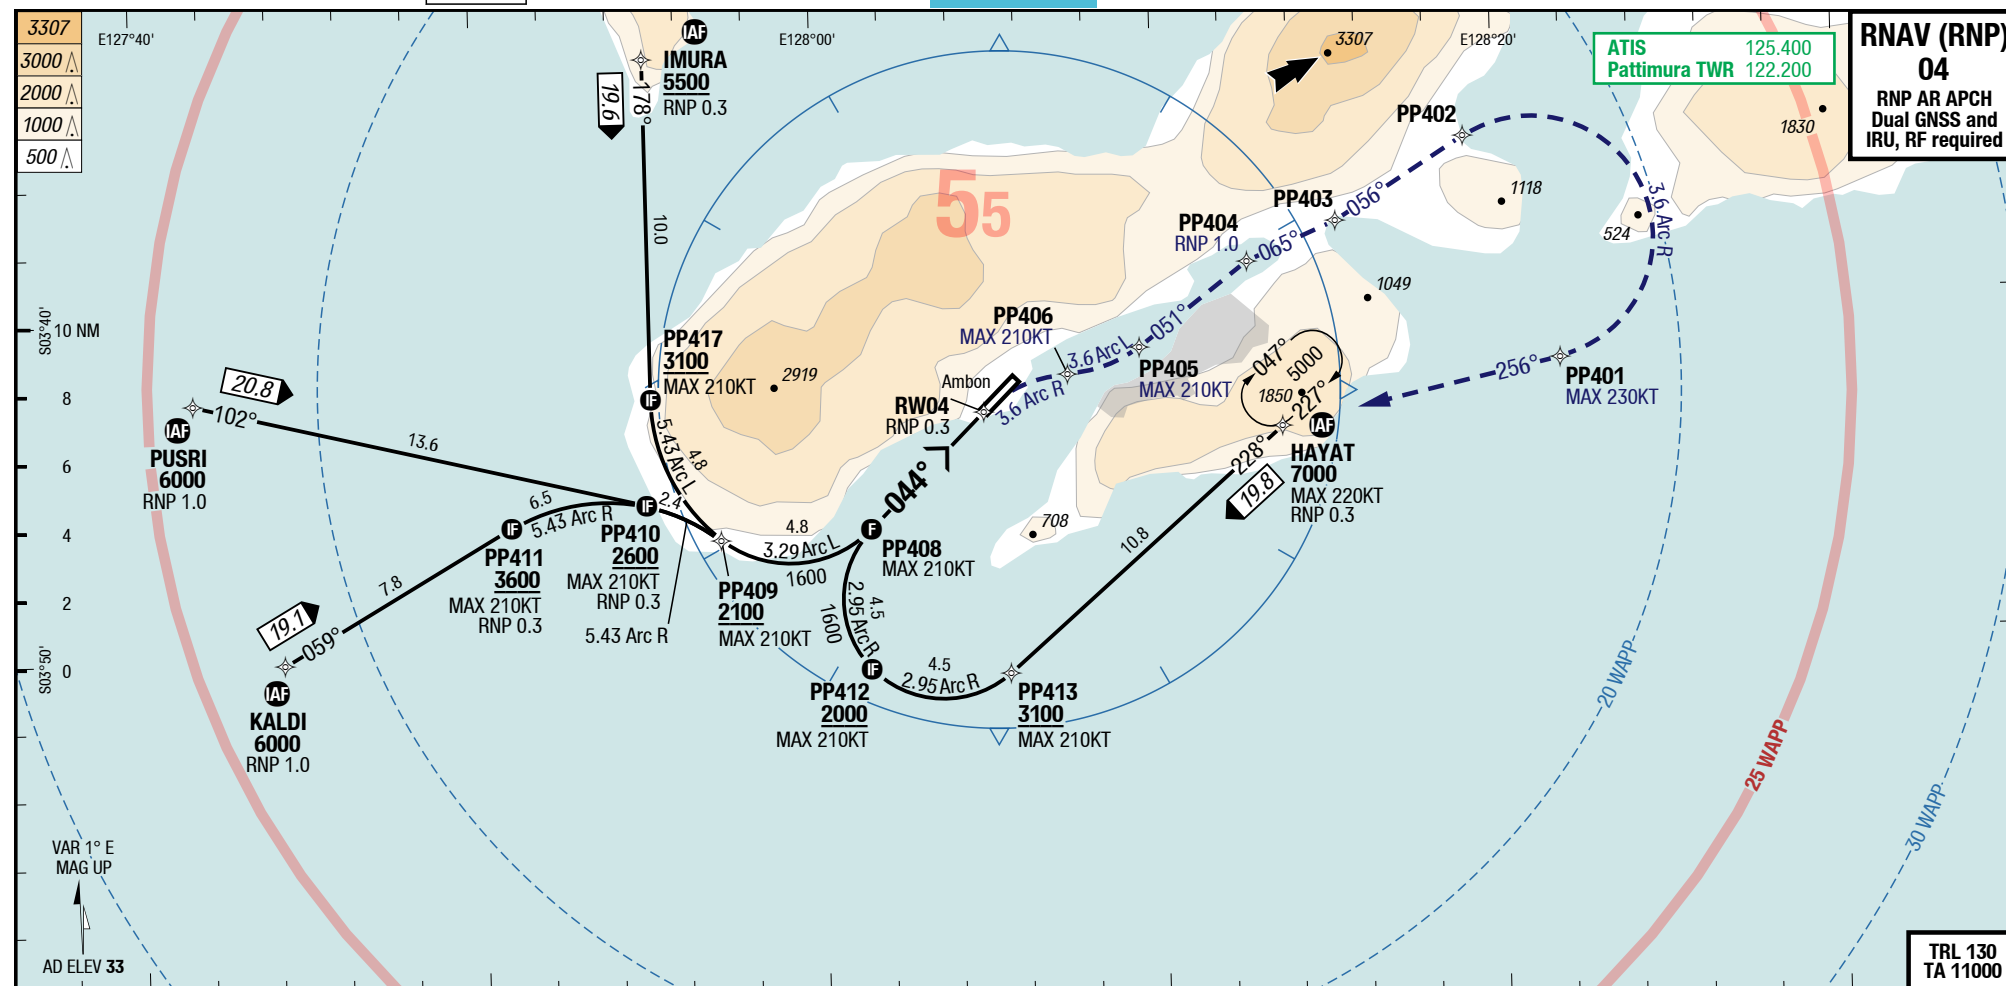 3307
3000
2000
1000
500
E127°40'
E128°00'
E128°20'
IAF
IMURA
5500
RNP 0.3
19.6
178°
10.0
3307
ATIS 125.400
Pattimura TWR 122.200
RNAV (RNP)
04
RNP AR APCH
Dual GNSS and
IRU, RF required
1830
PP402
1118
3.6 Arc R
524
PP403
056°
PP404
RNP 1.0
065°
55
1049
PP406
MAX 210KT
3.6 Arc L
051°
PP405
MAX 210KT
S03°40'
10 NM
8
6
4
2
0
S03°50'
PP417
3100
MAX 210KT
IF
2919
Ambon
RW04
RNP 0.3
3.6 Arc R
047°
5000
1850
227°
256°
PP401
MAX 230KT
20.8
102°
IAF
PUSRI
6000
RNP 1.0
13.6
5.43 Arc L
4.8
IAF
HAYAT
7000
MAX 220KT
RNP 0.3
228°
19.8
10.8
044°
708
6.5
5.43 Arc R
IF
2.4
IF
PP410
2600
MAX 210KT
RNP 0.3
PP411
3600
MAX 210KT
RNP 0.3
4.8
3.29 Arc L
1600
F
PP408
MAX 210KT
PP409
2100
MAX 210KT
5.43 Arc R
7.8
19.1
059°
IAF
KALDI
6000
RNP 1.0
4.5
2.95 Arc R
1600
IF
PP412
2000
MAX 210KT
4.5
2.95 Arc R
PP413
3100
MAX 210KT
20 WAPP
25 WAPP
30 WAPP
VAR 1° E
MAG UP
AD ELEV 33
TRL 130
TA 11000